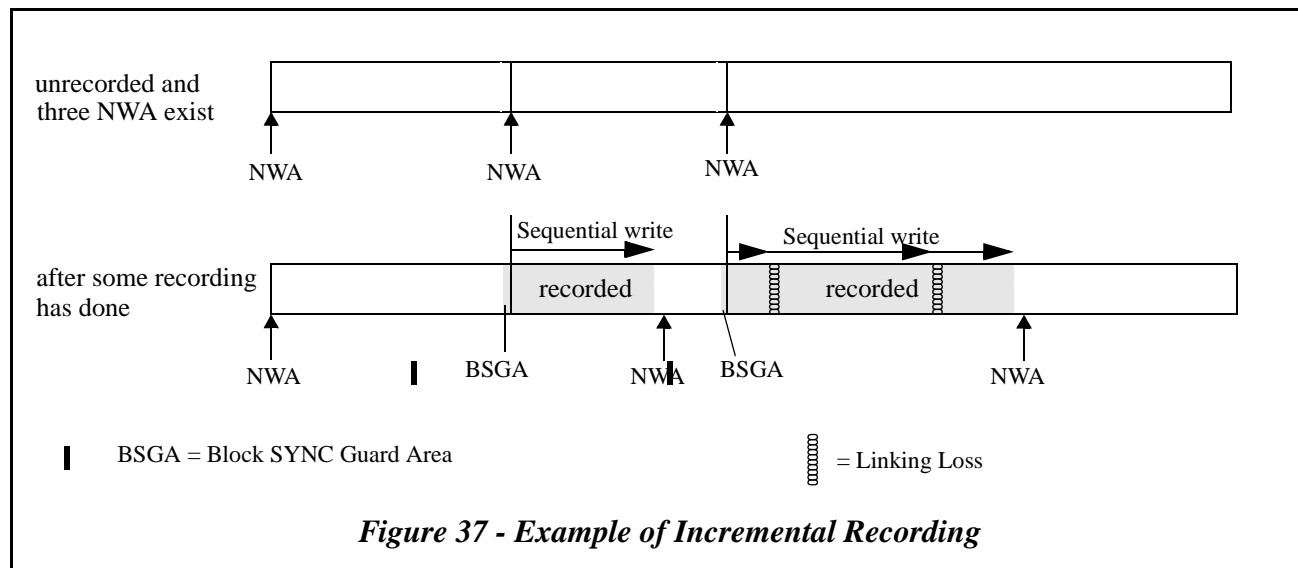 unrecorded and
three NWA exist
NWA
NWA
NWA
Sequential write
Sequential write
after some recording
has done
recorded
recorded
NWA
BSGA
NWA
BSGA
NWA
BSGA = Block SYNC Guard Area
= Linking Loss
Figure 37 - Example of Incremental Recording